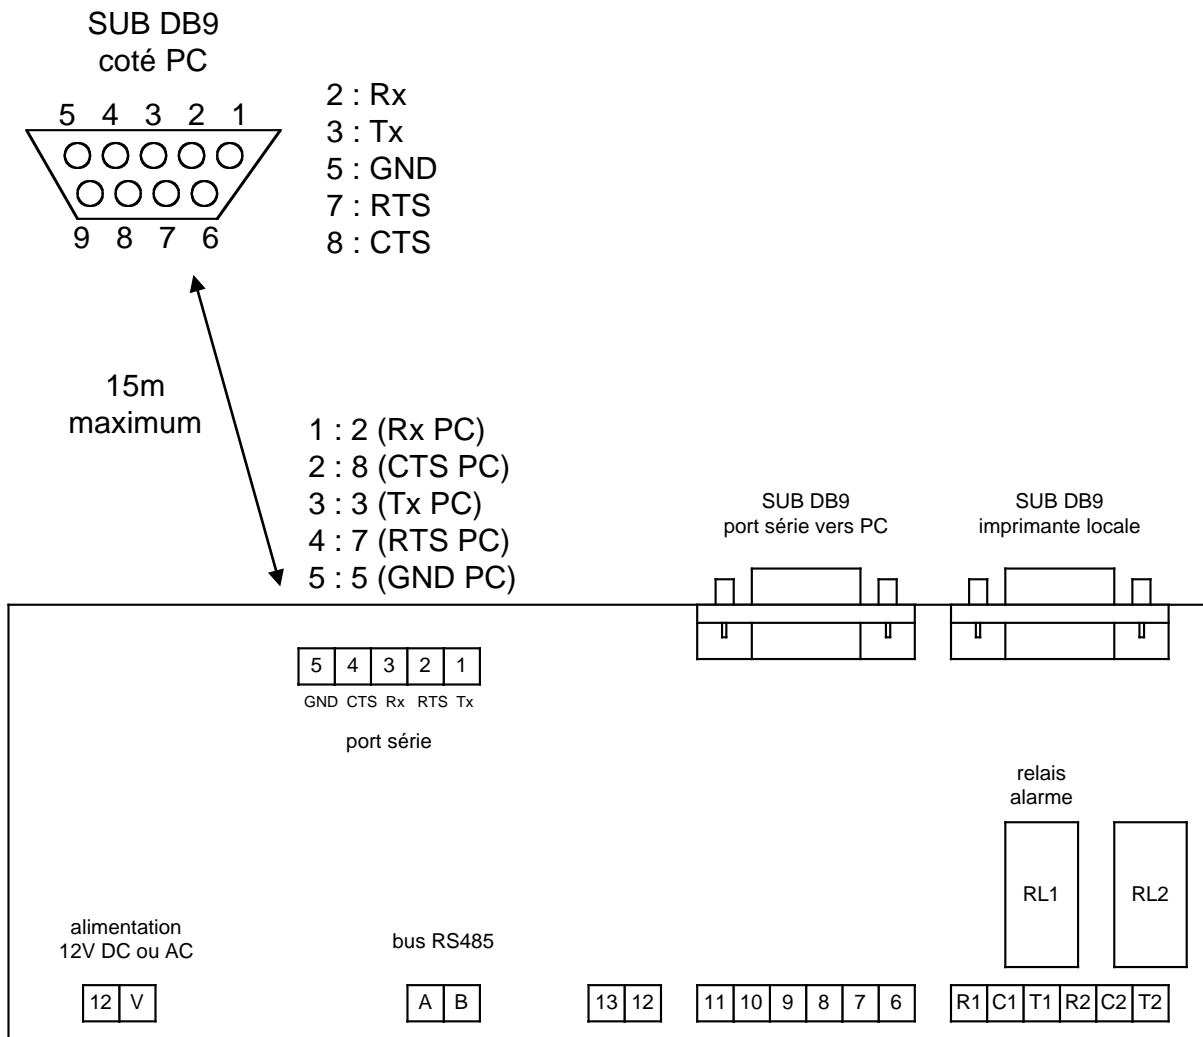 SUB DB9
coté PC
5 4 3 2 1
9 8 7 6
2 : Rx
3 : Tx
5 : GND
7 : RTS
8 : CTS
15m
maximum
1 : 2 (Rx PC)
2 : 8 (CTS PC)
3 : 3 (Tx PC)
4 : 7 (RTS PC)
5 : 5 (GND PC)
SUB DB9
port série vers PC
SUB DB9
imprimante locale
5 4 3 2 1
GND CTS Rx RTS Tx
port série
relais
alarme
RL1
RL2
alimentation
12V DC ou AC
bus RS485
12 V
A B
13 12
11 10 9 8 7 6
R1 C1 T1 R2 C2 T2